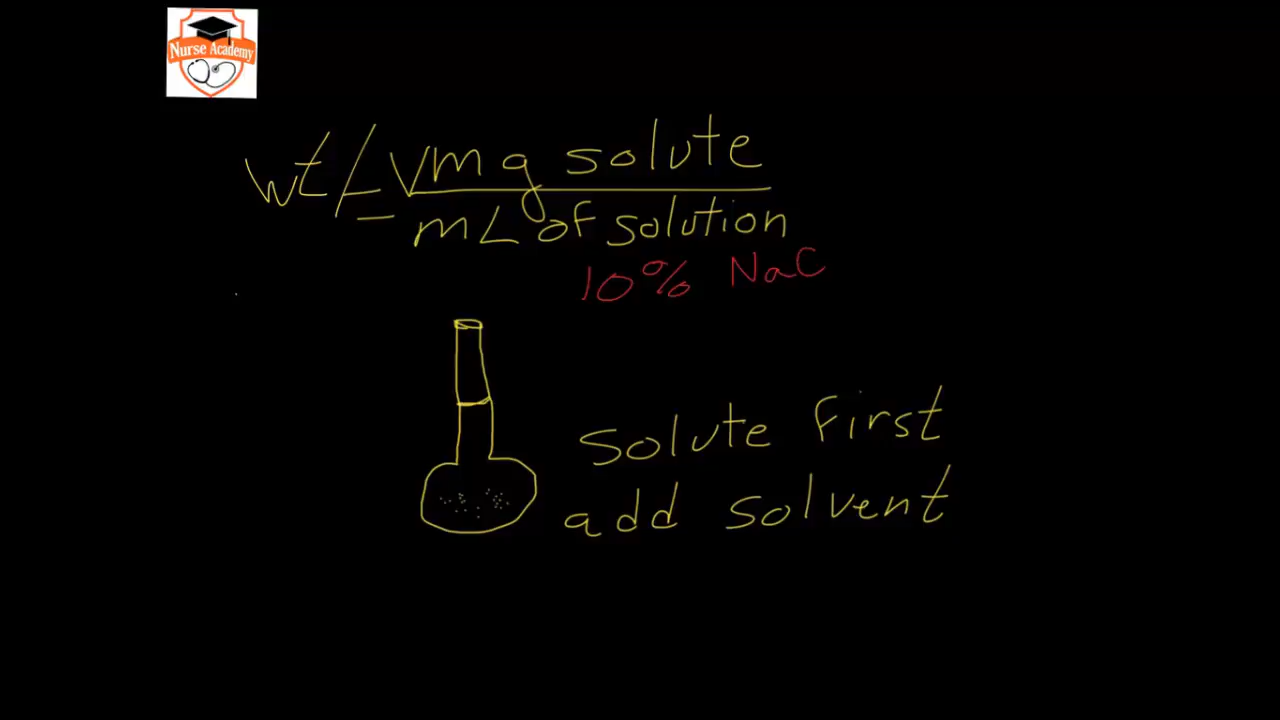 Nurse Academy
wt/v = mg solute
mL of solution
10% NaC
Solute First
add solvent